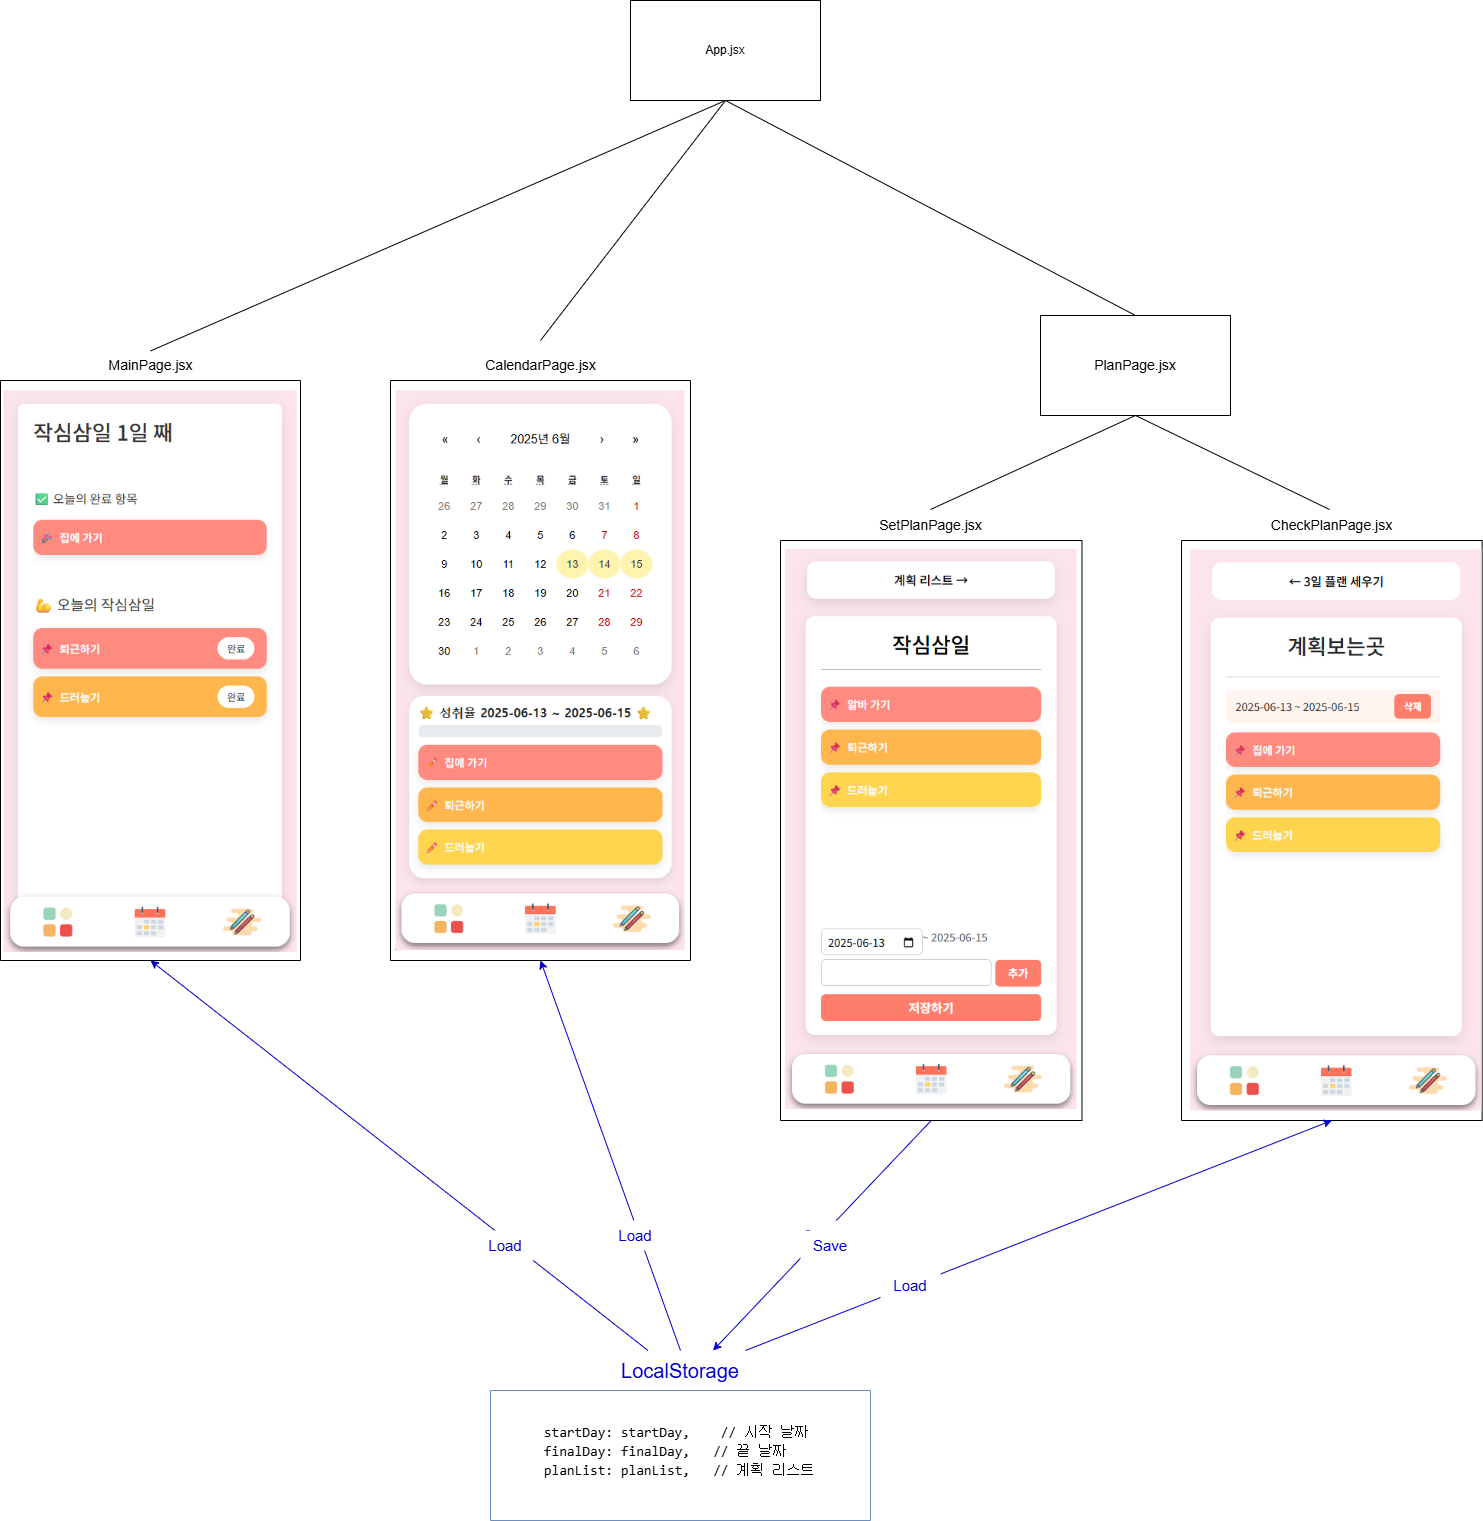 App.jsx
MainPage.jsx
작심삼일 1일 째
✅ 오늘의 완료 항목
🎉 집에 가기
💪 오늘의 작심삼일
📌 퇴근하기 완료
📌 드러눕기 완료
CalendarPage.jsx
« ‹ 2025년 6월 › »
월 화 수 목 금 토 일
26 27 28 29 30 31 1
2 3 4 5 6 7 8
9 10 11 12 13 14 15
16 17 18 19 20 21 22
23 24 25 26 27 28 29
30 1 2 3 4 5 6
⭐ 성취율 2025-06-13 ~ 2025-06-15 ⭐
집에 가기
퇴근하기
드러눕기
PlanPage.jsx
SetPlanPage.jsx
계획 리스트 →
작심삼일
📌 알바 가기
📌 퇴근하기
📌 드러눕기
2025-06-13 ~ 2025-06-15
추가
저장하기
CheckPlanPage.jsx
← 3일 플랜 세우기
계획보는곳
2025-06-13 ~ 2025-06-15 삭제
📌 집에 가기
📌 퇴근하기
📌 드러눕기
Load
Load
Save
Load
LocalStorage
startDay: startDay, // 시작 날짜
finalDay: finalDay, // 끝 날짜
planList: planList, // 계획 리스트